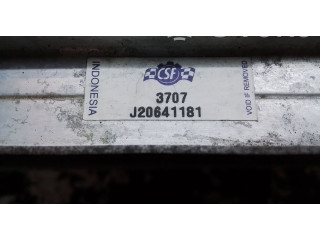 INDONESIA
CSF
3707
J20641181
VOID IF REMOVED